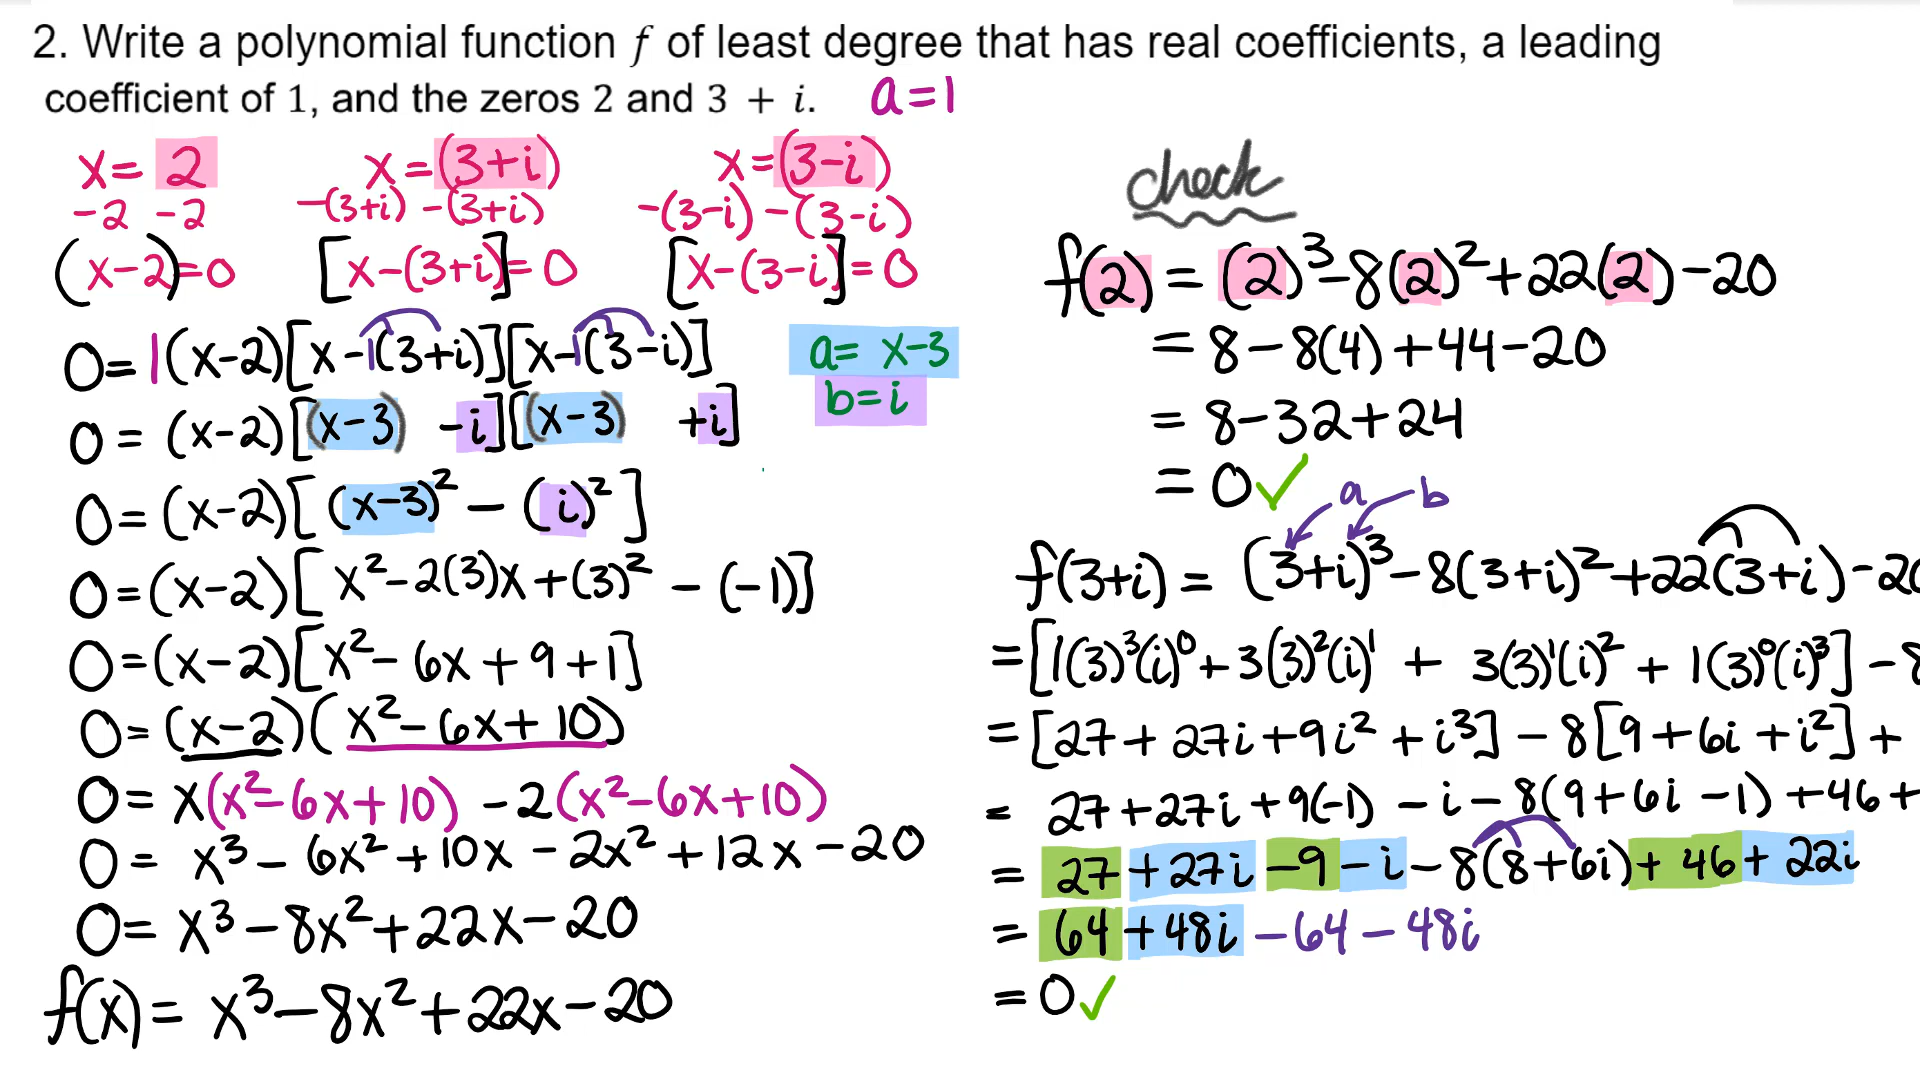 2. Write a polynomial function f of least degree that has real coefficients, a leading
coefficient of 1, and the zeros 2 and 3 + i. a=1
x= 2
-2 -2
(x-2)=0
x=(3+i)
-(3+i) -(3+i)
[x-(3+i)]=0
x=(3-i)
-(3-i) -(3-i)
[x-(3-i)]=0
0=1(x-2)[x-1(3+i)][x-1(3-i)]
a= x-3
b=i
0=(x-2)[(x-3) -i][(x-3) +i]
0=(x-2)[(x-3)²-(i)²]
0=(x-2)[x²-2(3)x+(3)²-(-1)]
0=(x-2)[x²-6x+9+1]
0=(x-2)(x²-6x+10)
0=x(x²-6x+10)-2(x²-6x+10)
0= x³-6x²+10x-2x²+12x-20
0= x³-8x²+22x-20
f(x)= x³-8x²+22x-20
check
f(2)=(2)³-8(2)²+22(2)-20
=8-8(4)+44-20
=8-32+24
=0✓
a b
f(3+i)=(3+i)³-8(3+i)²+22(3+i)-20
=[1(3)³(i)⁰+3(3)²(i)¹+3(3)¹(i)²+1(3)⁰(i)³]-8
=[27+27i+9i²+i³]-8[9+6i+i²]+
= 27+27i+9(-1)-i-8(9+6i-1)+46+
= 27+27i-9-i-8(8+6i)+46+22i
= 64+48i-64-48i
=0✓